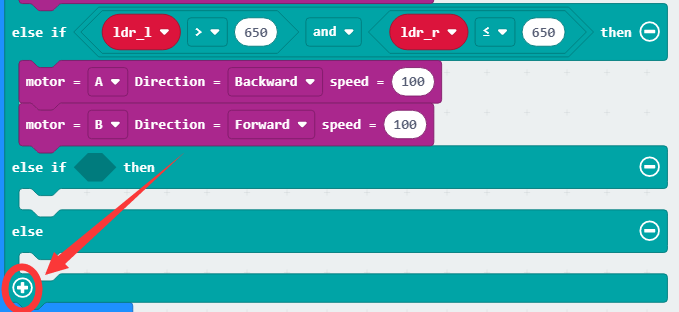 else if ldr_l > 650 and ldr_r ≤ 650 then
motor = A Direction = Backward speed = 100
motor = B Direction = Forward speed = 100
else if then
else